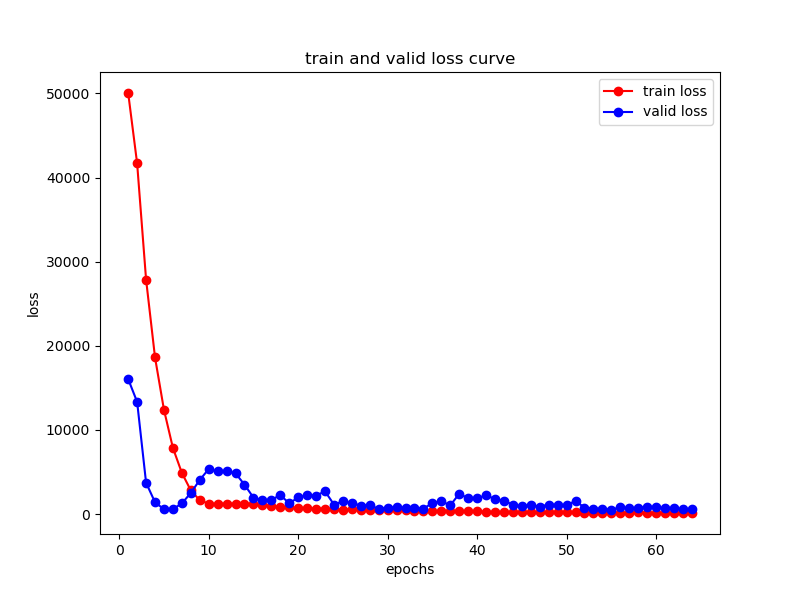 train and valid loss curve
train loss
valid loss
50000
40000
30000
20000
10000
0
loss
0 10 20 30 40 50 60
epochs